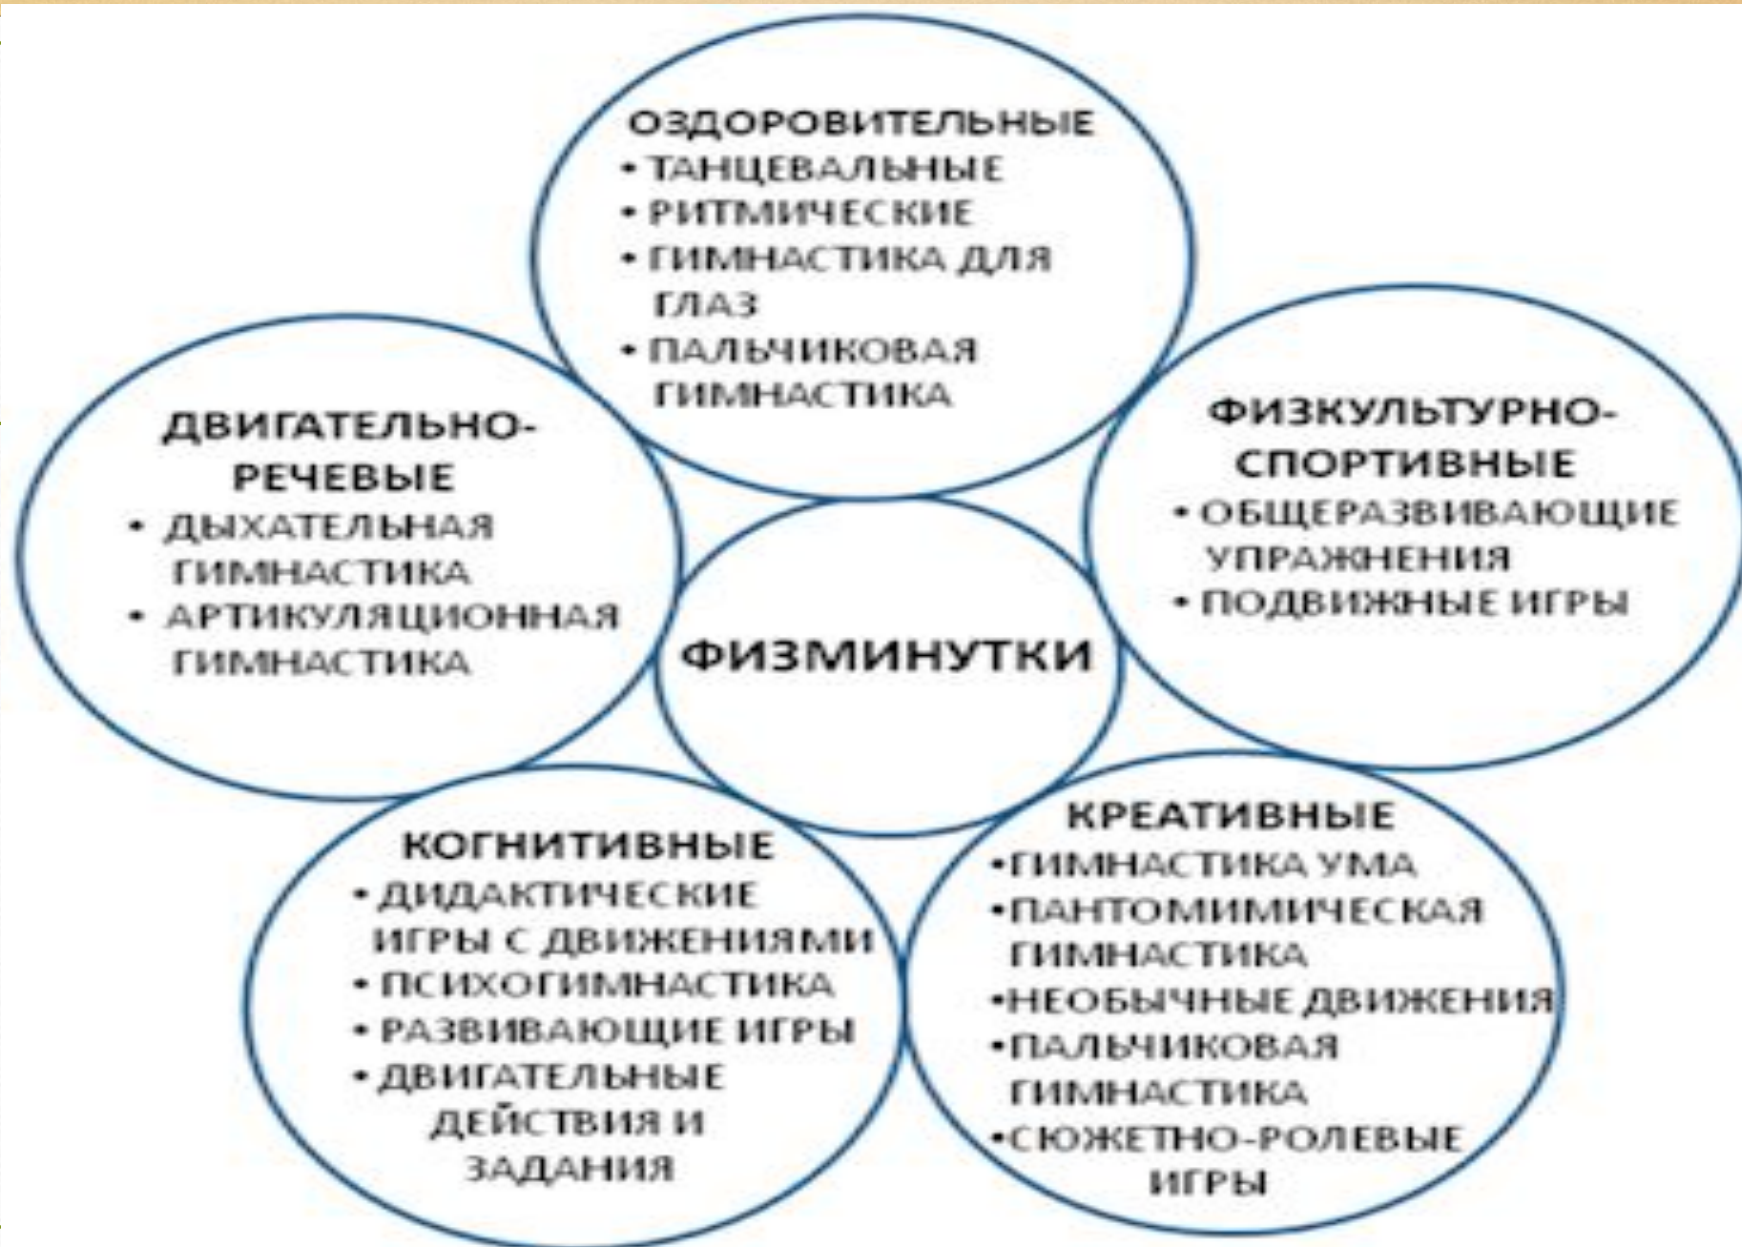 ОЗДОРОВИТЕЛЬНЫЕ
• ТАНЦЕВАЛЬНЫЕ
• РИТМИЧЕСКИЕ
• ГИМНАСТИКА ДЛЯ
ГЛАЗ
• ПАЛЬЧИКОВАЯ
ГИМНАСТИКА
ДВИГАТЕЛЬНО-
РЕЧЕВЫЕ
• ДЫХАТЕЛЬНАЯ
ГИМНАСТИКА
• АРТИКУЛЯЦИОННАЯ
ГИМНАСТИКА
ФИЗКУЛЬТУРНО-
СПОРТИВНЫЕ
• ОБЩЕРАЗВИВАЮЩИЕ
УПРАЖНЕНИЯ
• ПОДВИЖНЫЕ ИГРЫ
ФИЗМИНУТКИ
КОГНИТИВНЫЕ
• ДИДАКТИЧЕСКИЕ
ИГРЫ С ДВИЖЕНИЯМИ
• ПСИХОГИМНАСТИКА
• РАЗВИВАЮЩИЕ ИГРЫ
• ДВИГАТЕЛЬНЫЕ
ДЕЙСТВИЯ И
ЗАДАНИЯ
КРЕАТИВНЫЕ
•ГИМНАСТИКА УМА
•ПАНТОМИМИЧЕСКАЯ
ГИМНАСТИКА
•НЕОБЫЧНЫЕ ДВИЖЕНИЯ
•ПАЛЬЧИКОВАЯ
ГИМНАСТИКА
•СЮЖЕТНО-РОЛЕВЫЕ
ИГРЫ